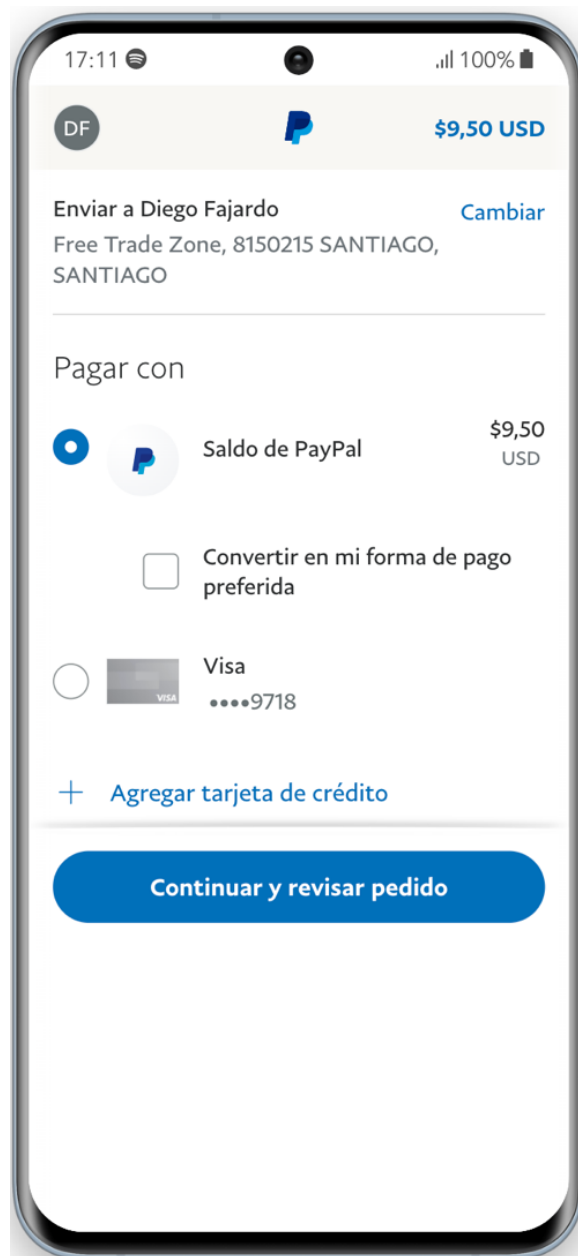 17:11 100%
DF $9,50 USD
Enviar a Diego Fajardo Cambiar
Free Trade Zone, 8150215 SANTIAGO,
SANTIAGO
Pagar con
Saldo de PayPal $9,50
USD
Convertir en mi forma de pago
preferida
Visa
VISA ••••9718
+ Agregar tarjeta de crédito
Continuar y revisar pedido